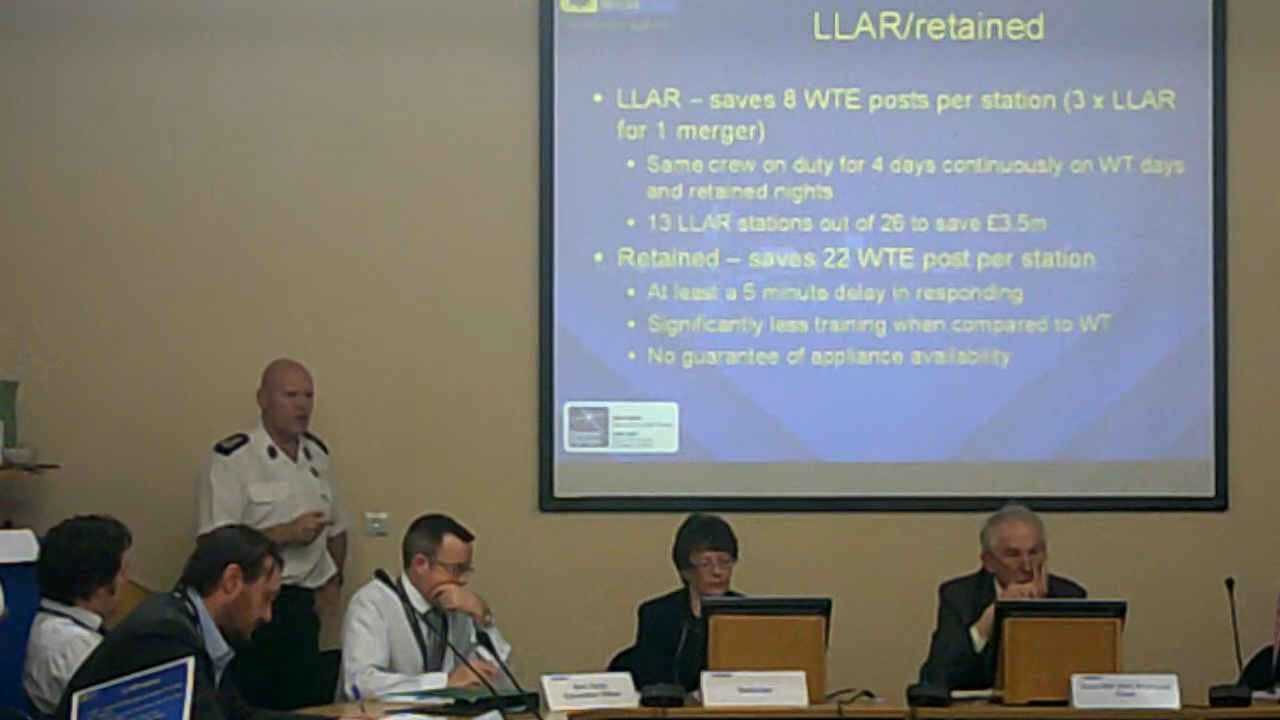 LLAR/retained
• LLAR – saves 8 WTE posts per station (3 x LLAR
for 1 merger)
• Same crew on duty for 4 days continuously on WT days
and retained nights
• 13 LLAR stations out of 26 to save £3.5m
• Retained – saves 22 WTE post per station
• At least a 5 minute delay in responding
• Significantly less training when compared to WT
• No guarantee of appliance availability